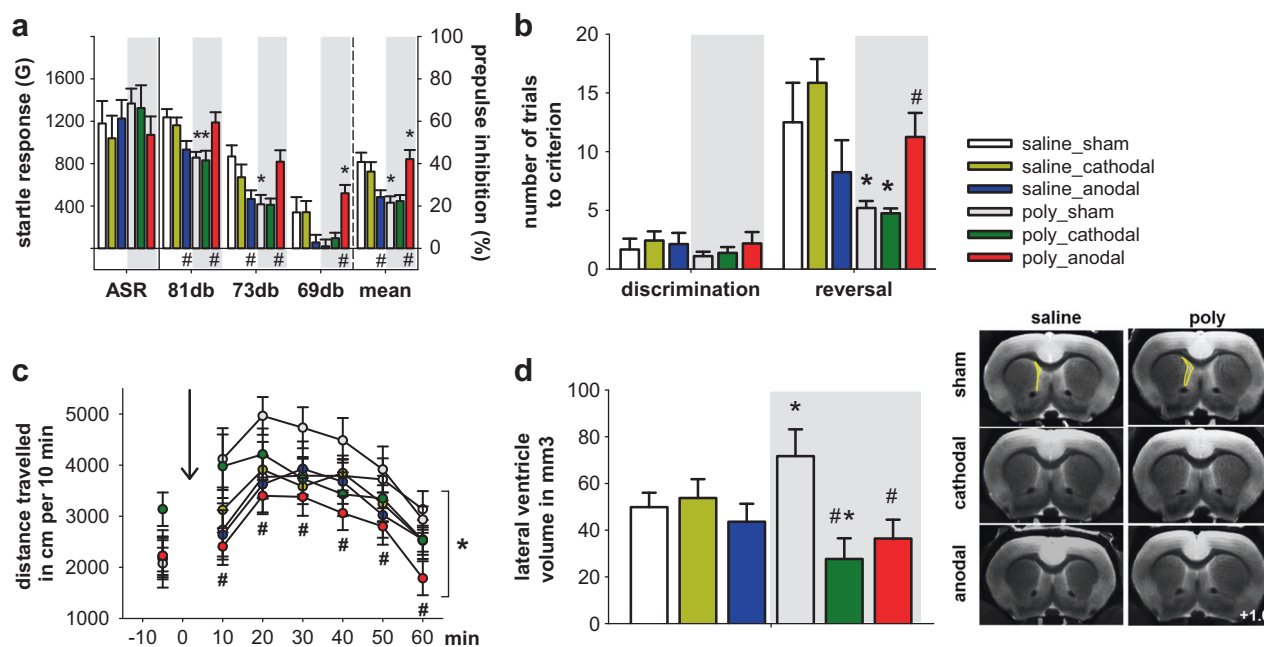 a
startle response (G)
1600
1200
800
400
100
80
60
40
20
0
prepulse inhibition (%)
** * * *
# # # # # # #
ASR 81db 73db 69db mean
b
number of trials
to criterion
20
15
10
5
0
* * #
discrimination reversal
saline_sham
saline_cathodal
saline_anodal
poly_sham
poly_cathodal
poly_anodal
c
distance travelled
in cm per 10 min
5000
4000
3000
2000
1000
# # # # # #
*
-10 0 10 20 30 40 50 60 min
d
lateral ventricle
volume in mm3
100
80
60
40
20
0
* #* #
saline poly
sham
cathodal
anodal